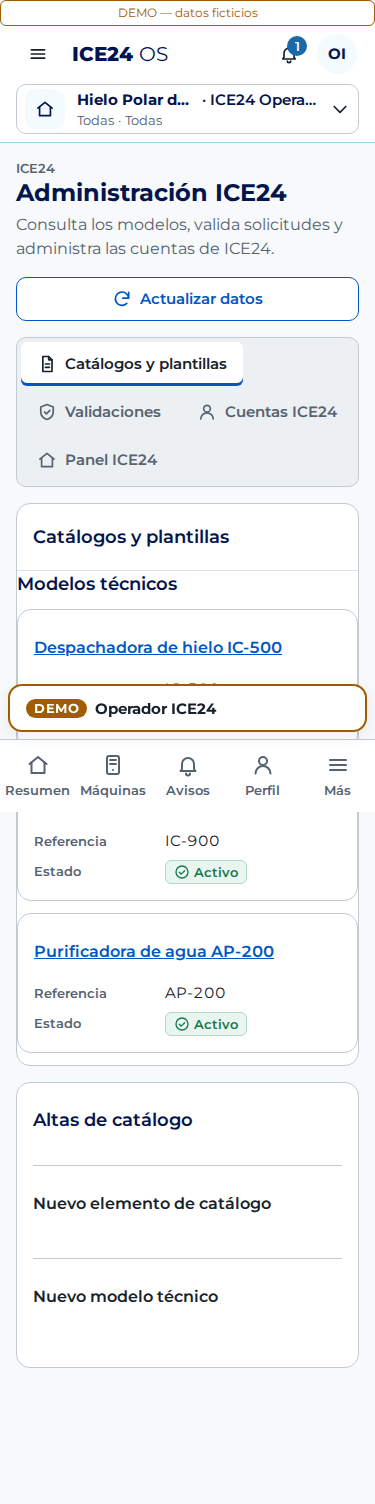 DEMO — datos ficticios
ICE24 OS
1
OI
Hielo Polar d... · ICE24 Opera...
Todas · Todas
ICE24
Administración ICE24
Consulta los modelos, valida solicitudes y
administra las cuentas de ICE24.
Actualizar datos
Catálogos y plantillas
Validaciones
Cuentas ICE24
Panel ICE24
Catálogos y plantillas
Modelos técnicos
Despachadora de hielo IC-500
DEMO Operador ICE24
Resumen
Máquinas
Avisos
Perfil
Más
Referencia IC-900
Estado Activo
Purificadora de agua AP-200
Referencia AP-200
Estado Activo
Altas de catálogo
Nuevo elemento de catálogo
Nuevo modelo técnico